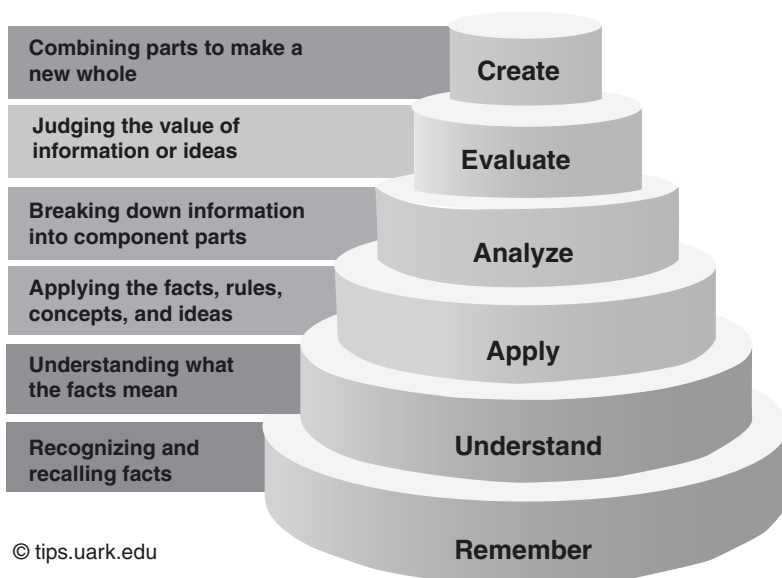 Combining parts to make a
new whole
Create
Judging the value of
information or ideas
Evaluate
Breaking down information
into component parts
Analyze
Applying the facts, rules,
concepts, and ideas
Apply
Understanding what
the facts mean
Understand
Recognizing and
recalling facts
Remember
© tips.uark.edu